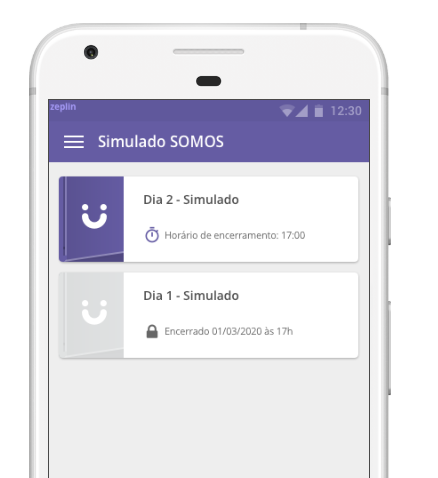 zeplin
12:30
Simulado SOMOS
Dia 2 - Simulado
Horário de encerramento: 17:00
Dia 1 - Simulado
Encerrado 01/03/2020 às 17h